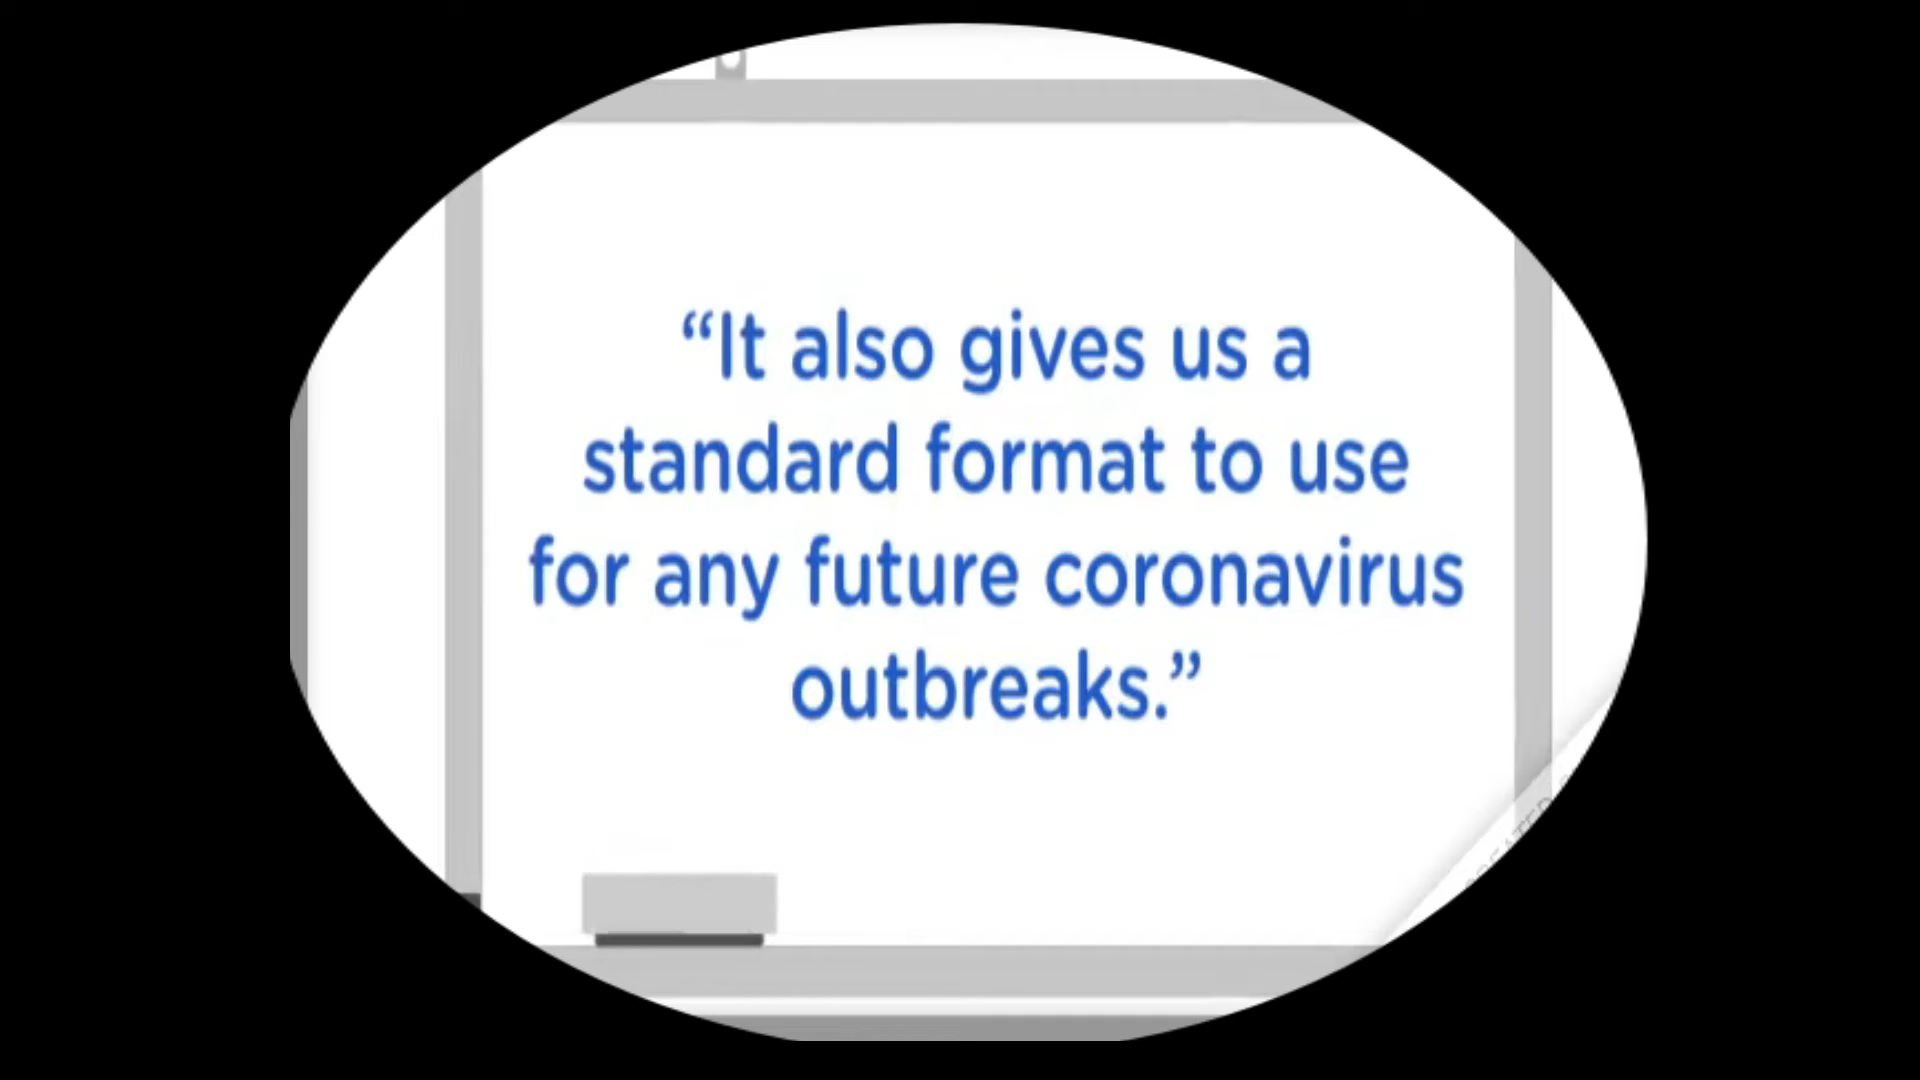 “It also gives us a
standard format to use
for any future coronavirus
outbreaks.”